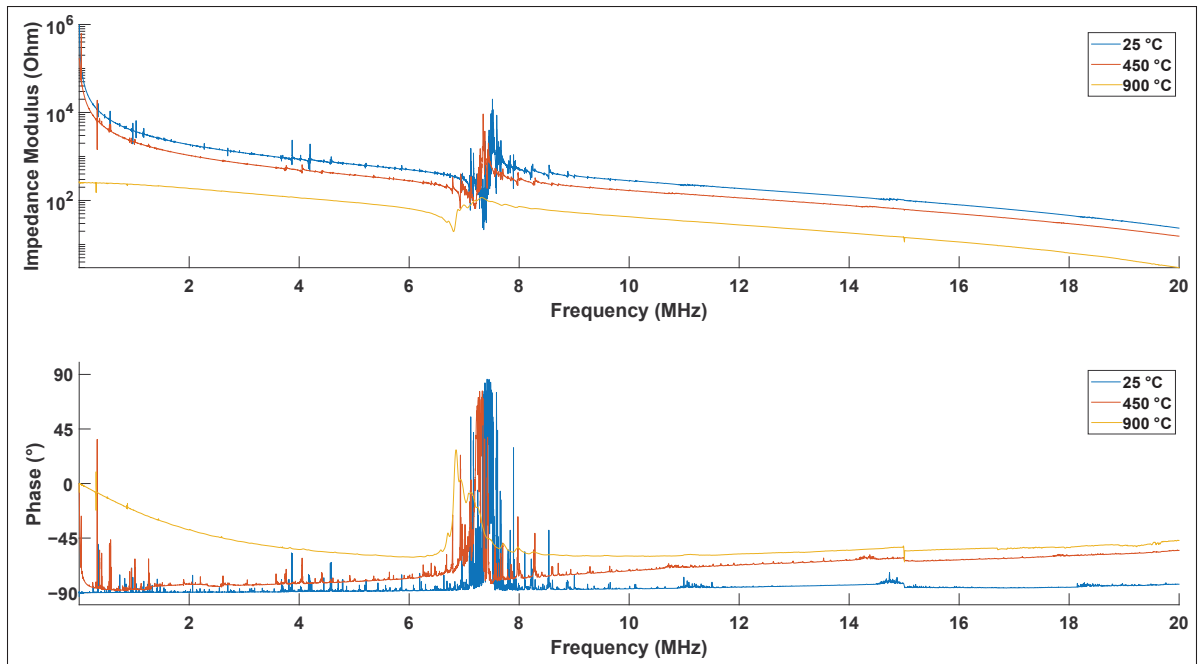 Impedance Modulus (Ohm)
10^6
10^4
10^2
25 °C
450 °C
900 °C
2 4 6 8 10 12 14 16 18 20
Frequency (MHz)
Phase (°)
90
45
0
−45
−90
25 °C
450 °C
900 °C
2 4 6 8 10 12 14 16 18 20
Frequency (MHz)